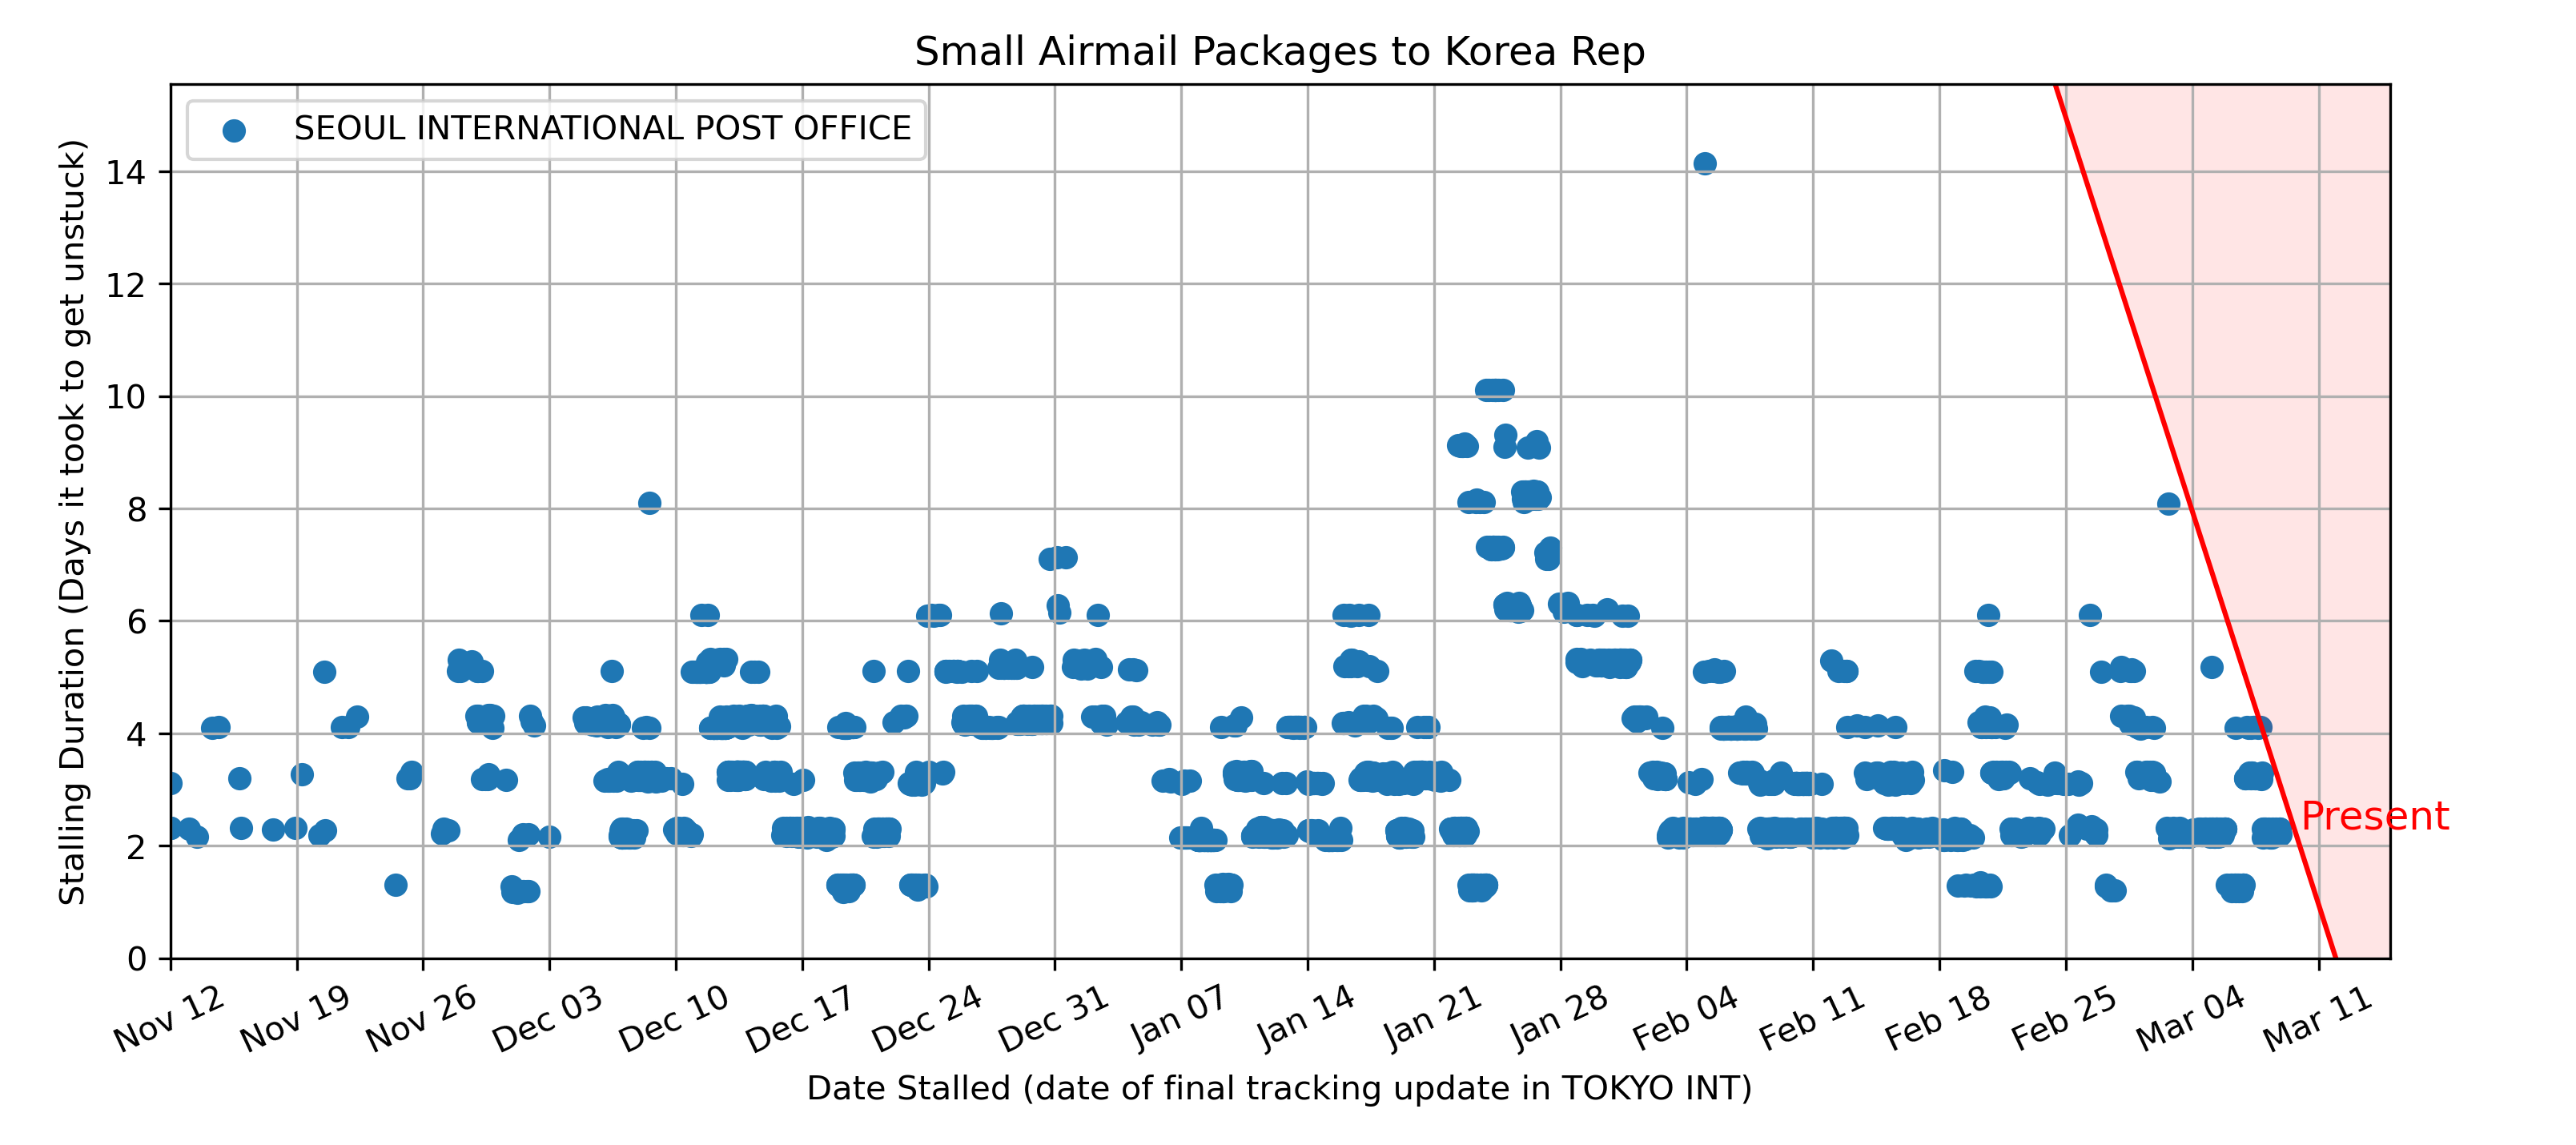 Small Airmail Packages to Korea Rep
SEOUL INTERNATIONAL POST OFFICE
Stalling Duration (Days it took to get unstuck)
14
12
10
8
6
4
2
0
Present
Nov 12 Nov 19 Nov 26 Dec 03 Dec 10 Dec 17 Dec 24 Dec 31 Jan 07 Jan 14 Jan 21 Jan 28 Feb 04 Feb 11 Feb 18 Feb 25 Mar 04 Mar 11
Date Stalled (date of final tracking update in TOKYO INT)